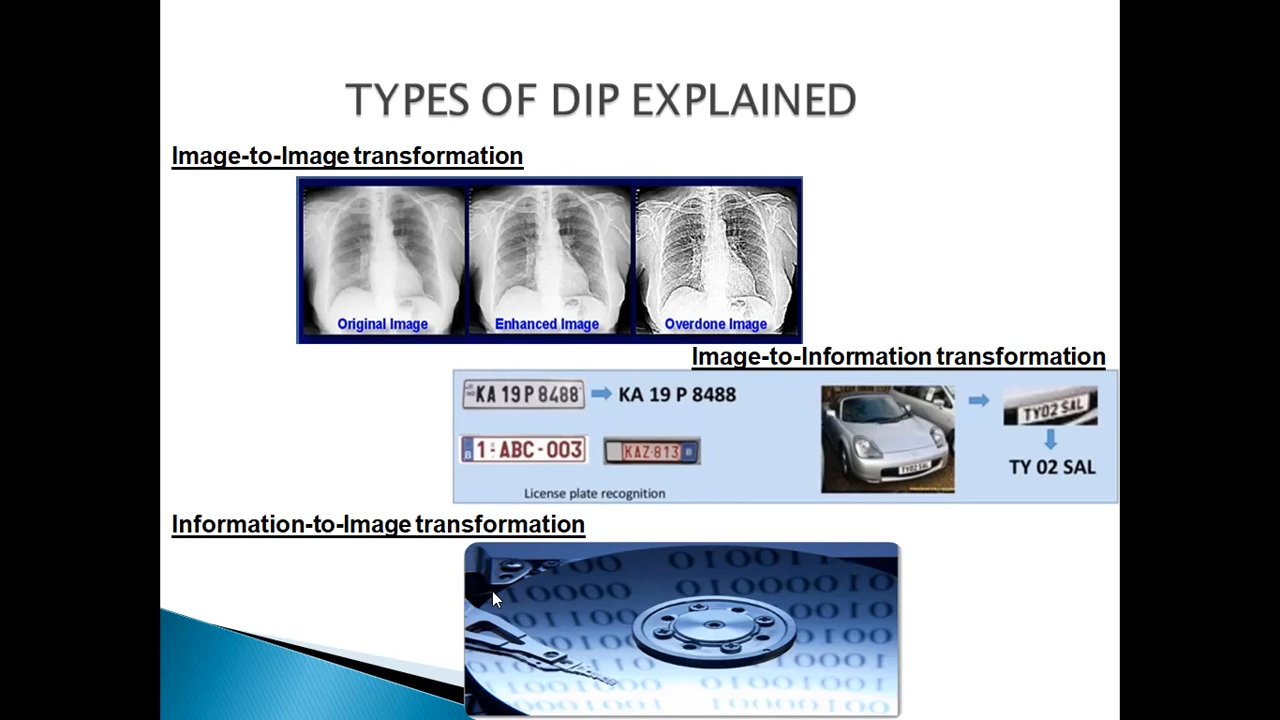 TYPES OF DIP EXPLAINED
Image-to-Image transformation
Original Image
Enhanced Image
Overdone Image
Image-to-Information transformation
KA 19 P 8488
KA 19 P 8488
TY02 SAL
1-ABC-003
KAZ·813
B
TY02 SAL
TY 02 SAL
License plate recognition
Information-to-Image transformation